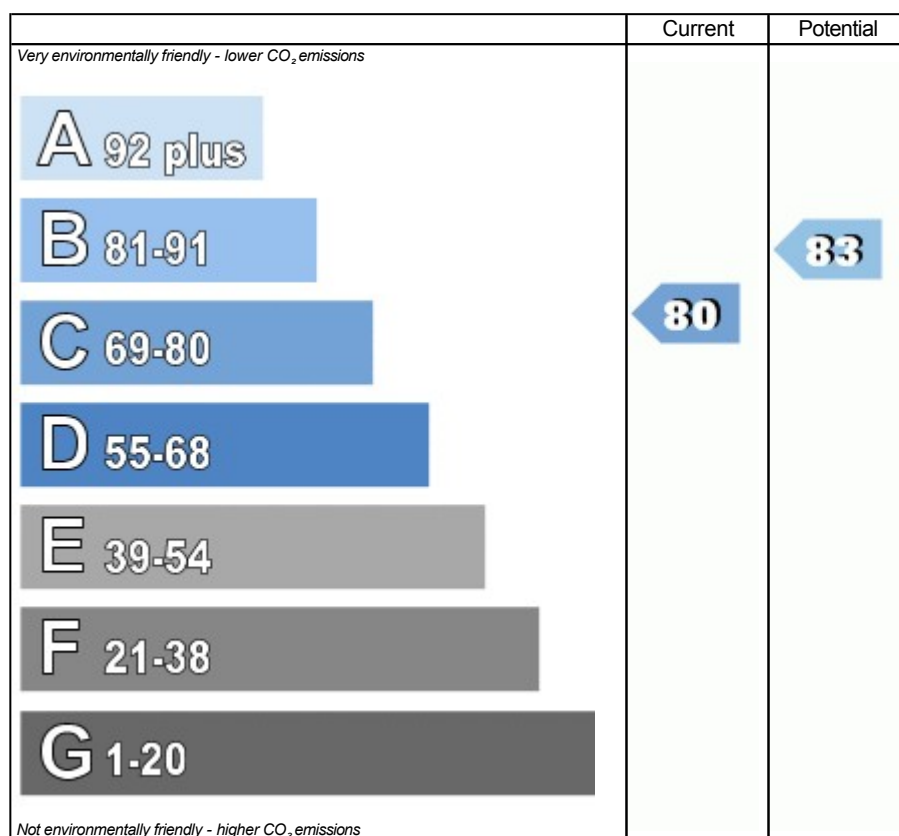 Current Potential
Very environmentally friendly - lower CO₂ emissions
A 92 plus
B 81-91
83
C 69-80
80
D 55-68
E 39-54
F 21-38
G 1-20
Not environmentally friendly - higher CO₂ emissions